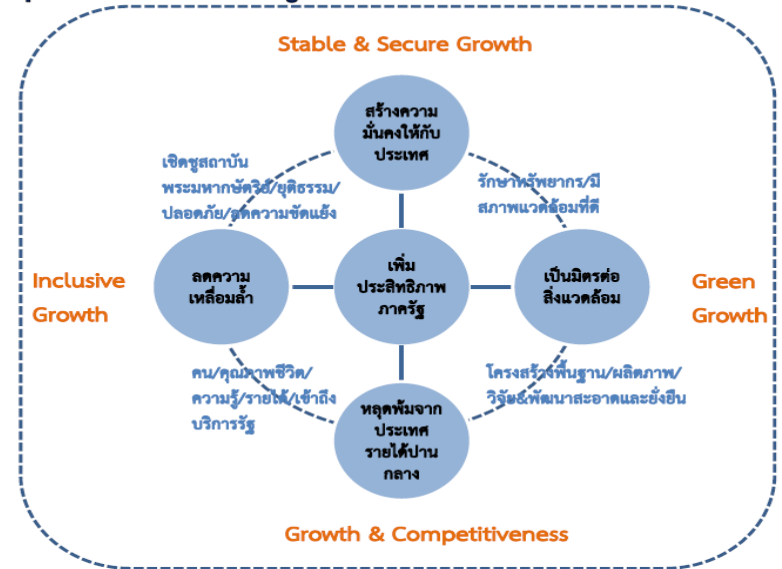 Stable & Secure Growth
สร้างความ
มั่นคงให้กับ
ประเทศ
เชิดชูสถาบัน
พระมหากษัตริย์/ยุติธรรม/
ปลอดภัย/ลดความขัดแย้ง
รักษาทรัพยากร/มี
สภาพแวดล้อมที่ดี
Inclusive
Growth
ลดความ
เหลื่อมล้ำ
เพิ่ม
ประสิทธิภาพ
ภาครัฐ
เป็นมิตรต่อ
สิ่งแวดล้อม
Green
Growth
คน/คุณภาพชีวิต/
ความรู้/รายได้/เข้าถึง
บริการรัฐ
โครงสร้างพื้นฐาน/ผลิตภาพ/
วิจัย&พัฒนาสะอาดและยั่งยืน
หลุดพ้มจาก
ประเทศ
รายได้ปาน
กลาง
Growth & Competitiveness